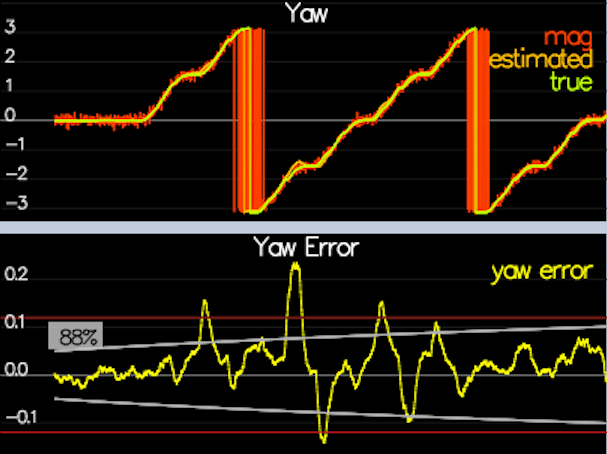 Yaw
3
mag
2
estimated
true
1
0
−1
−2
−3
Yaw Error
yaw error
0.2
0.1
88%
0.0
−0.1